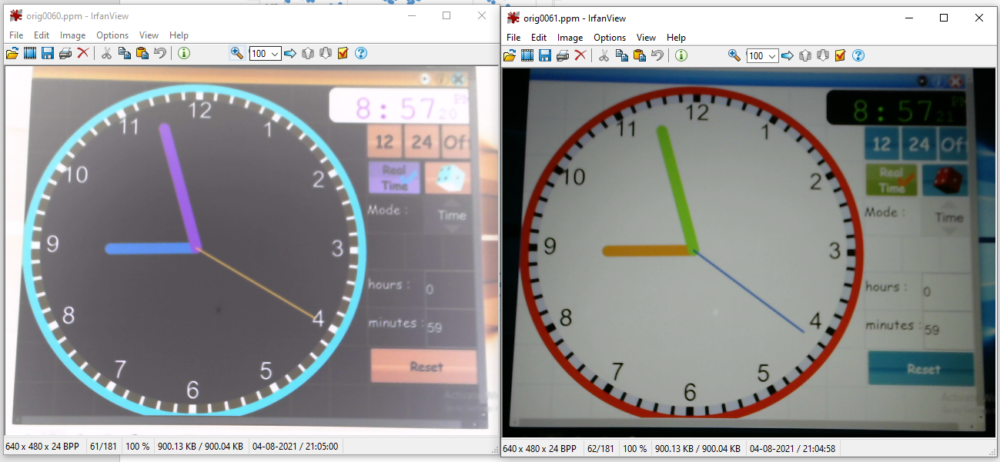 orig0060.ppm - IrfanView
File Edit Image Options View Help
100
12
1
2
3
4
5
6
7
8
9
10
11
8:57 20 PM
12 24 Off
Real
Time
Mode :
Time
hours : 0
minutes : 59
Reset
640 x 480 x 24 BPP 61/181 100 % 900.13 KB / 900.04 KB 04-08-2021 / 21:05:00
orig0061.ppm - IrfanView
File Edit Image Options View Help
100
12
1
2
3
4
5
6
7
8
9
10
11
8:57 21 PM
12 24 Off
Real
Time
Mode :
Time
hours : 0
minutes : 59
Reset
640 x 480 x 24 BPP 62/181 100 % 900.13 KB / 900.04 KB 04-08-2021 / 21:04:58